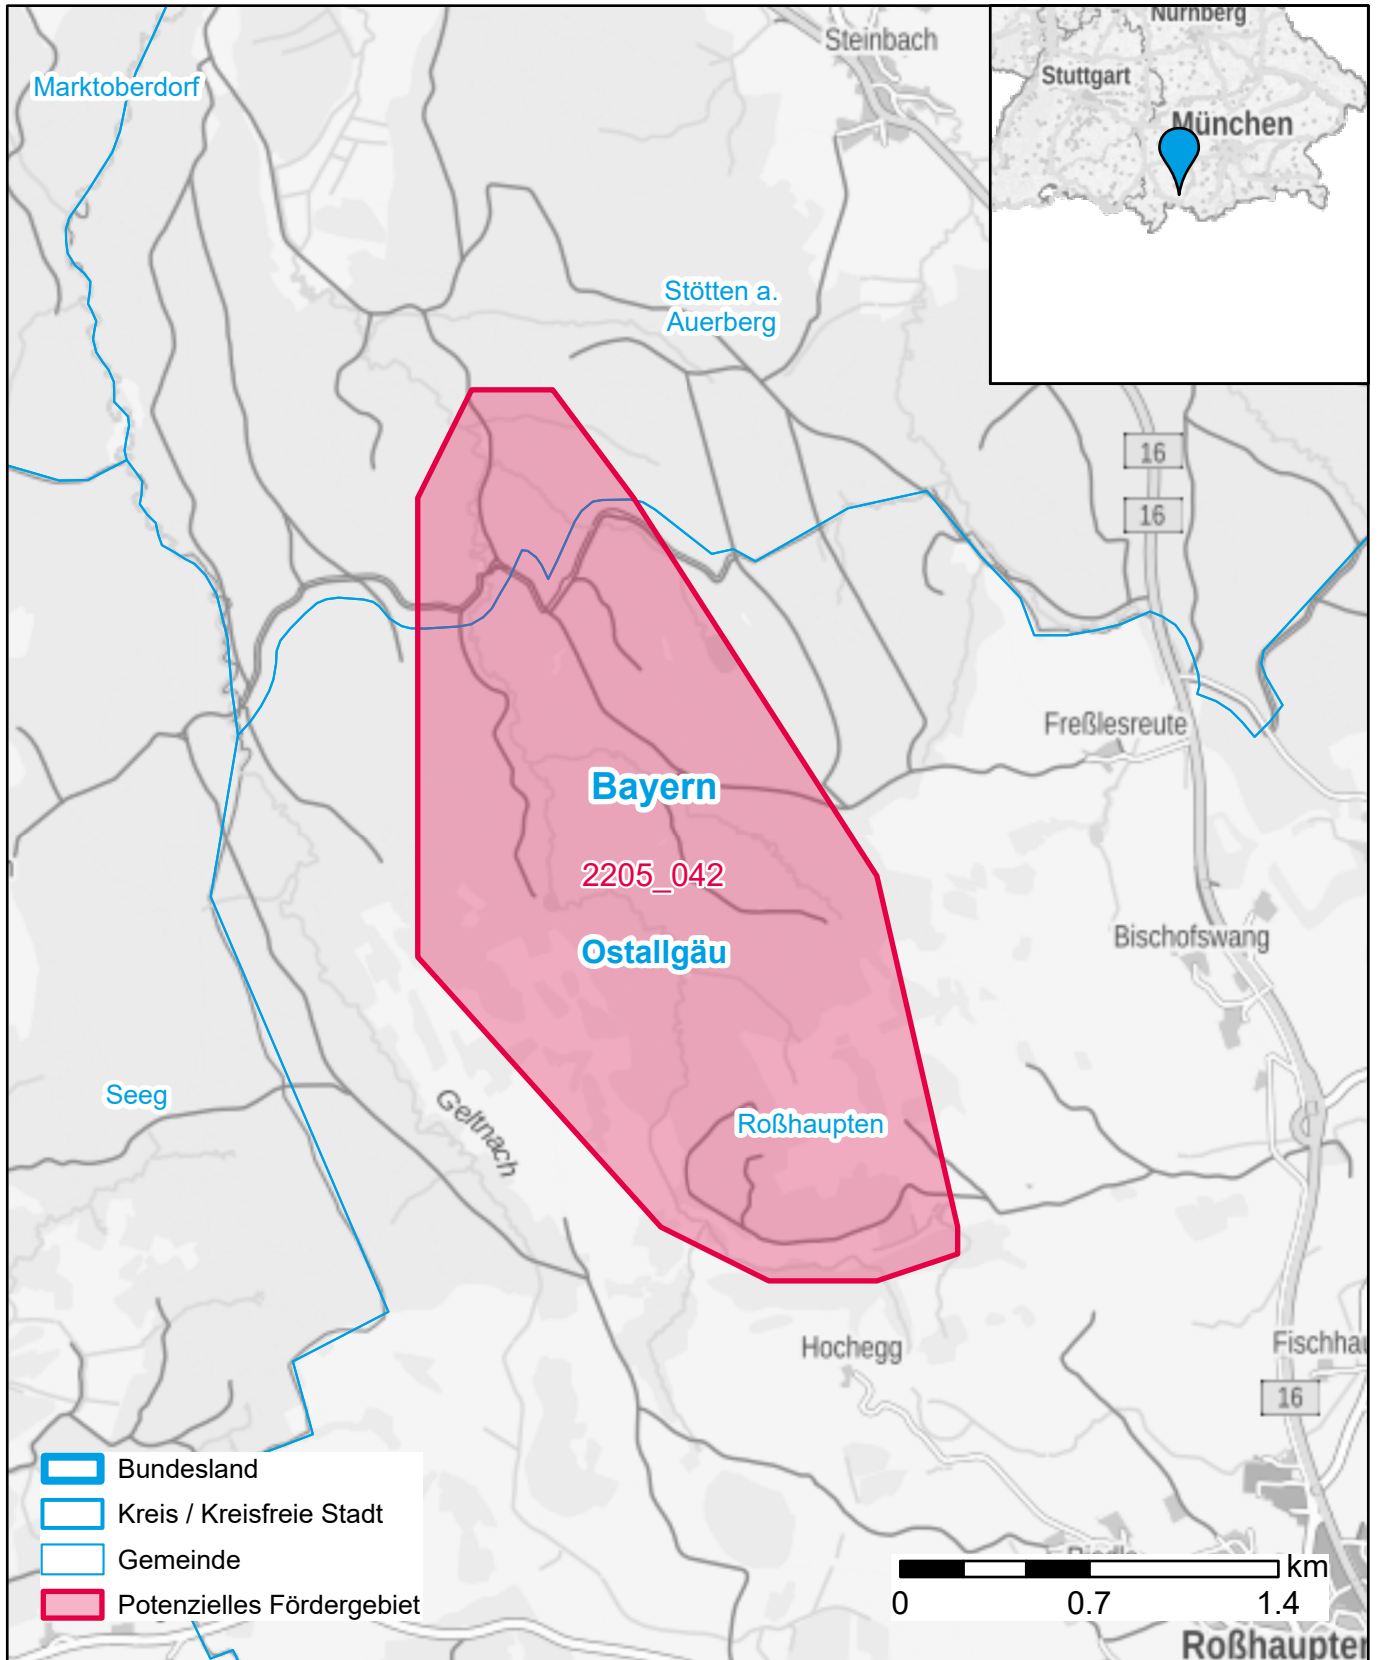 Nürnberg
Steinbach
Stuttgart
Marktoberdorf
München
Stötten a.
Auerberg
16
16
Freßlesreute
Bayern
2205_042
Bischofswang
Ostallgäu
Seeg
Geltnach
Roßhaupten
Hochegg
Fischhau
16
Bundesland
Kreis / Kreisfreie Stadt
Gemeinde
Potenzielles Fördergebiet
km
0
0.7
1.4
Roßhaupten